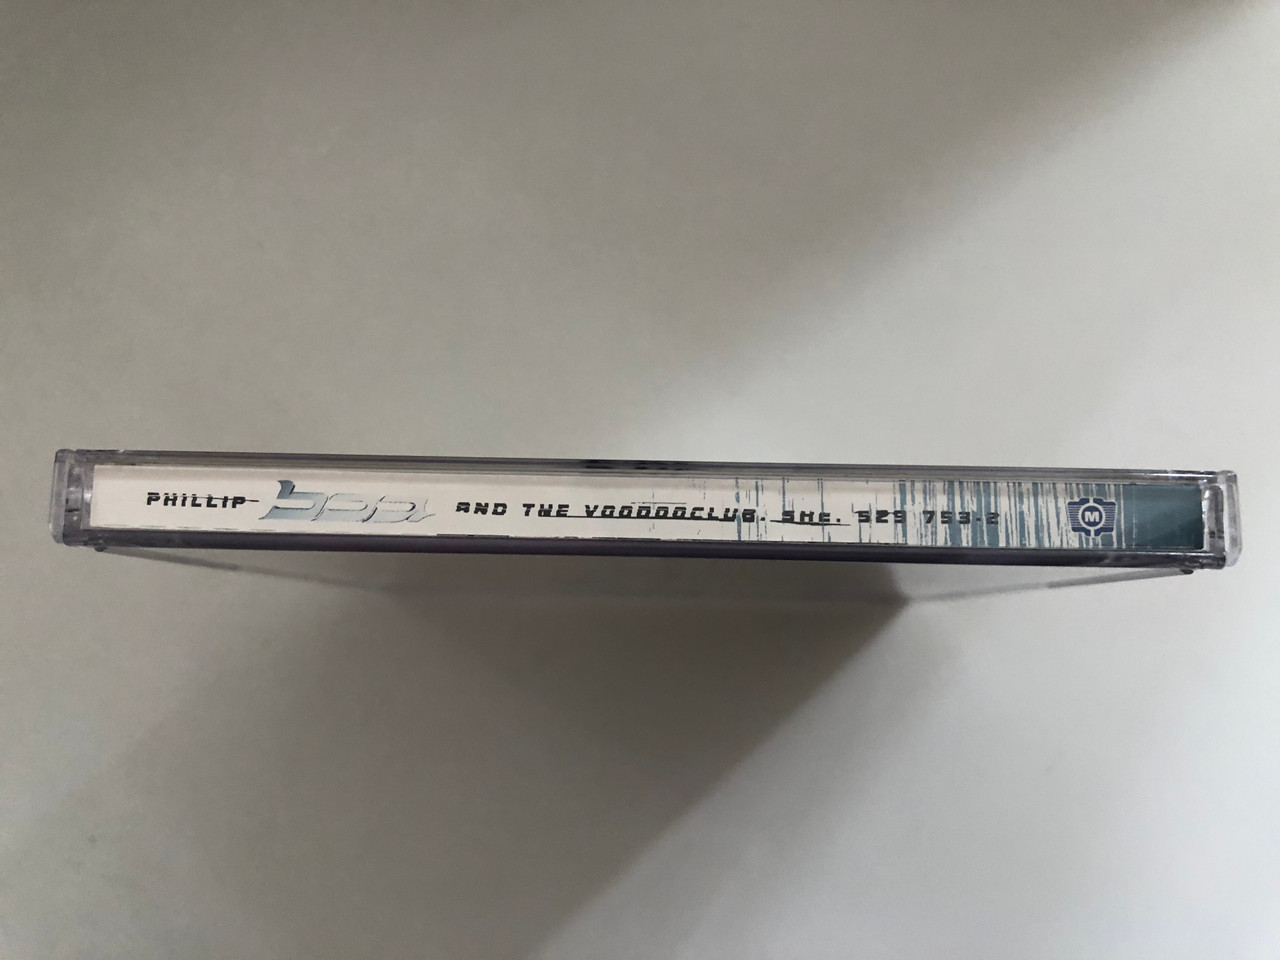 PHILLIP boa AND THE VOODOOCLUB. SHE. 529 753-2 M